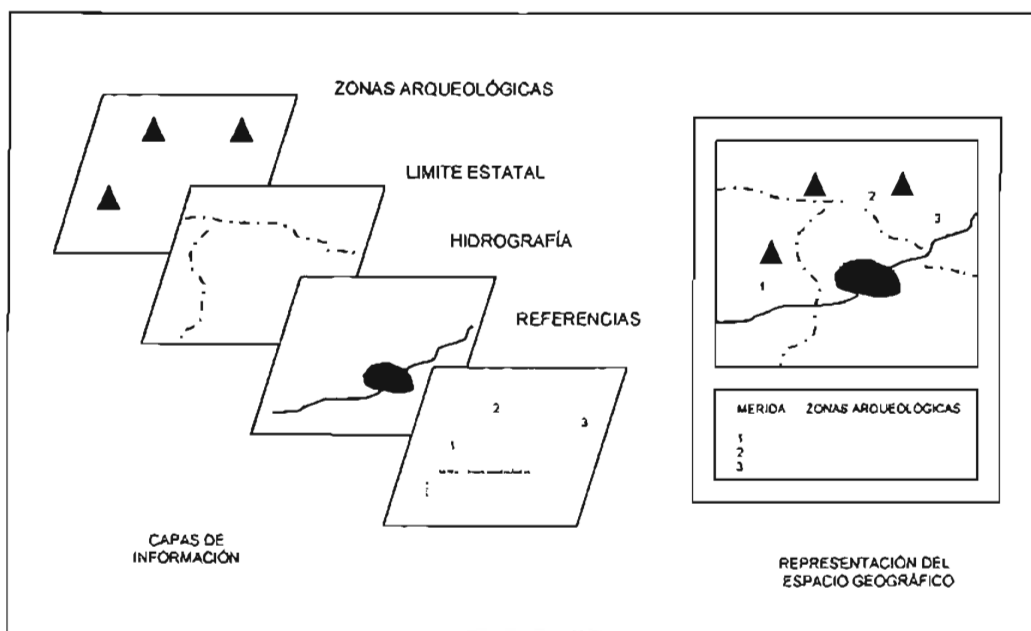 ZONAS ARQUEOLÓGICAS
LIMITE ESTATAL
HIDROGRAFÍA
REFERENCIAS
2
3
1
CAPAS DE
INFORMACIÓN
2
3
1
MERIDA ZONAS ARQUEOLÓGICAS
1
2
3
REPRESENTACIÓN DEL
ESPACIO GEOGRÁFICO